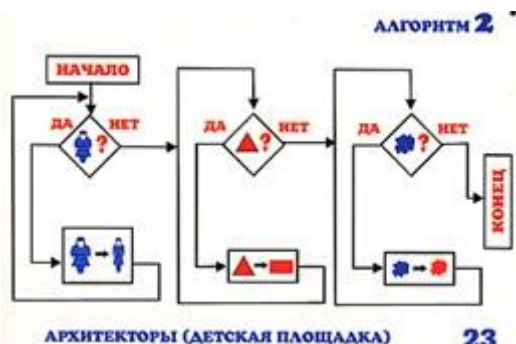 АЛГОРИТМ 2
НАЧАЛО
ДА ? НЕТ
ДА ? НЕТ
ДА ? НЕТ
КОНЕЦ
АРХИТЕКТОРЫ (ДЕТСКАЯ ПЛОЩАДКА) 23